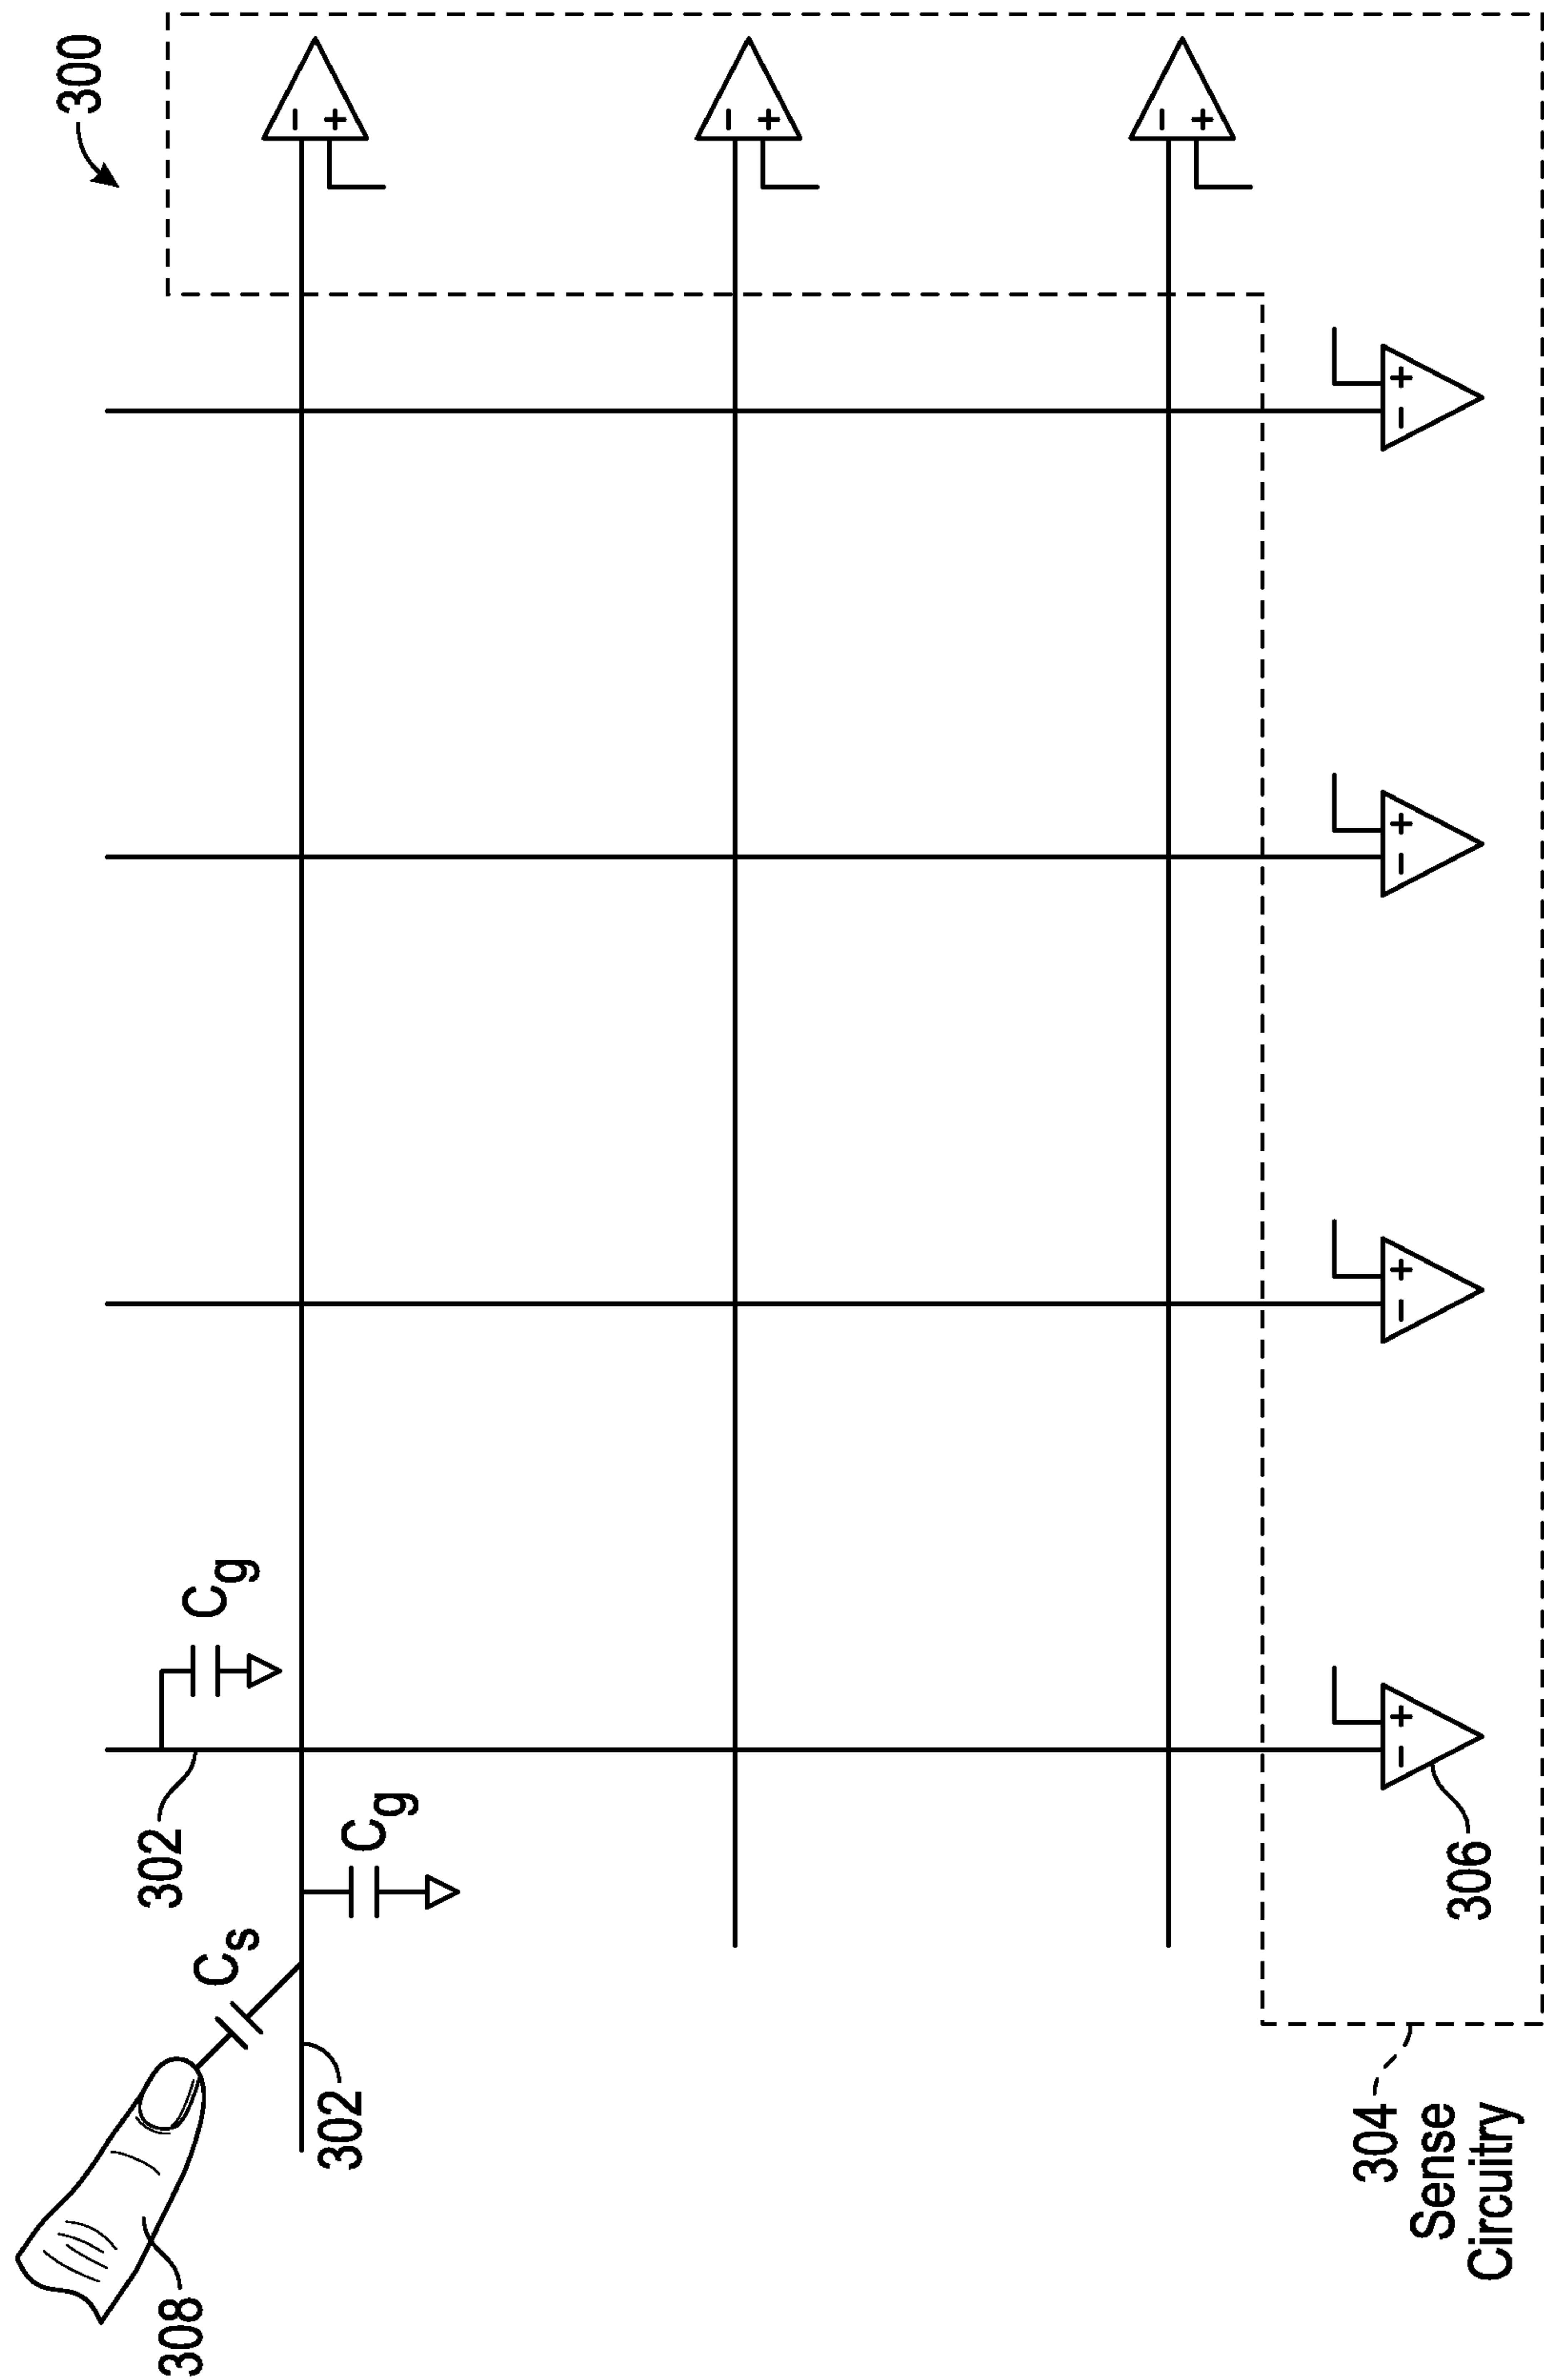 300
308
302
302
Cs
Cg
Cg
306
304
Sense
Circuitry
- +
- +
- +
- +
- +
- +
- +